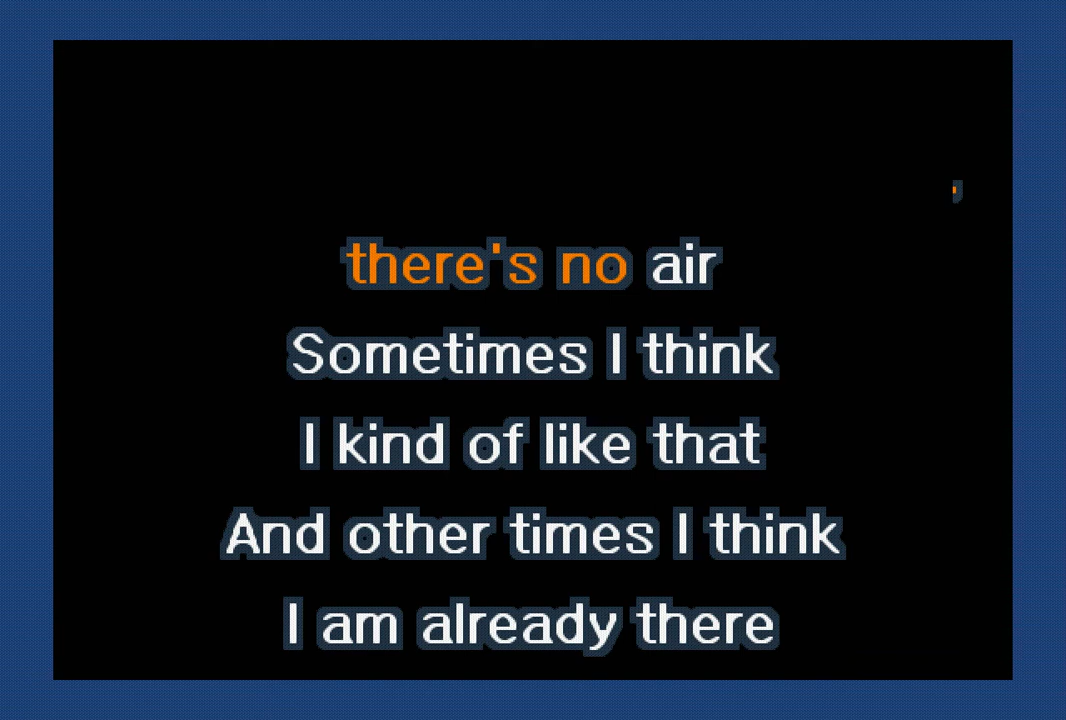 ,
there's no air
Sometimes I think
I kind of like that
And other times I think
I am already there